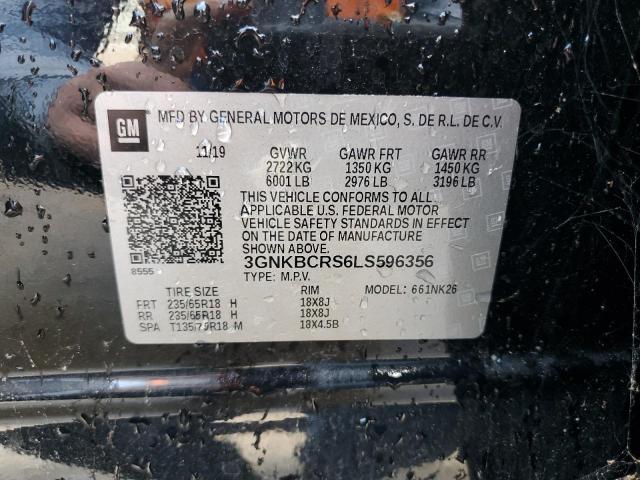 GM
MFD BY GENERAL MOTORS DE MEXICO, S. DE R.L. DE C.V.
11/19 GVWR GAWR FRT GAWR RR
2722 KG 1350 KG 1450 KG
6001 LB 2976 LB 3196 LB
THIS VEHICLE CONFORMS TO ALL
APPLICABLE U.S. FEDERAL MOTOR
VEHICLE SAFETY STANDARDS IN EFFECT
ON THE DATE OF MANUFACTURE
SHOWN ABOVE.
8555
3GNKBCRS6LS596356
TYPE: M.P.V. MODEL: 661NK26
TIRE SIZE RIM
FRT 235/65R18 H 18X8J
RR 235/65R18 H 18X8J
SPA T135/70R18 M 18X4.5B